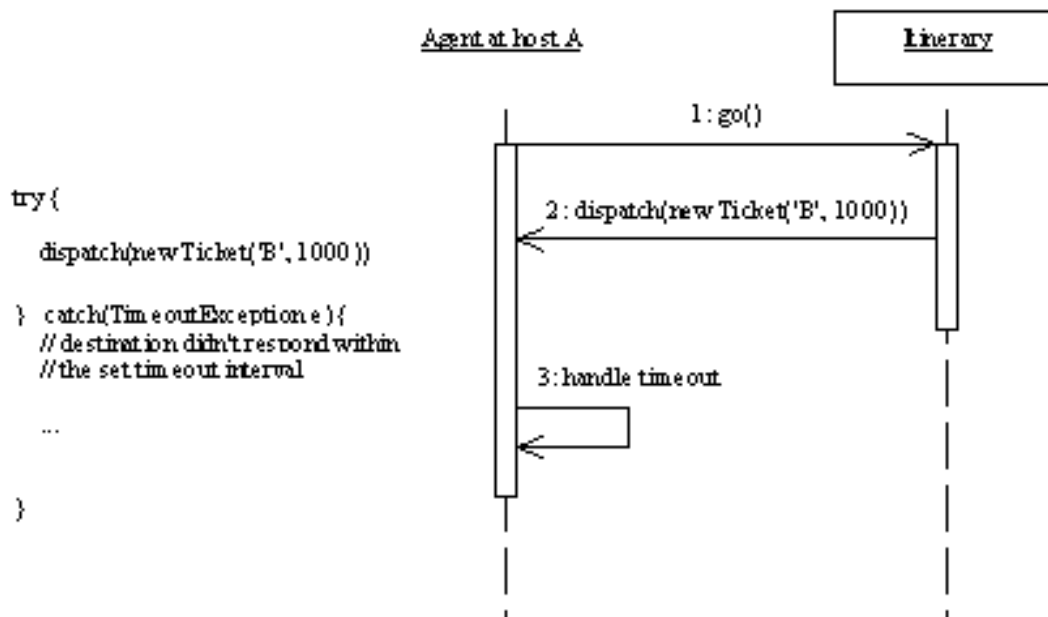 Agent at host A
Itinerary
1: go()
try {
2: dispatch(new Ticket('B', 1000))
dispatch(new Ticket('B', 1000))
} catch(TimeoutException e){
// destination didn't respond within
//the set timeout interval
3: handle timeout
...
}